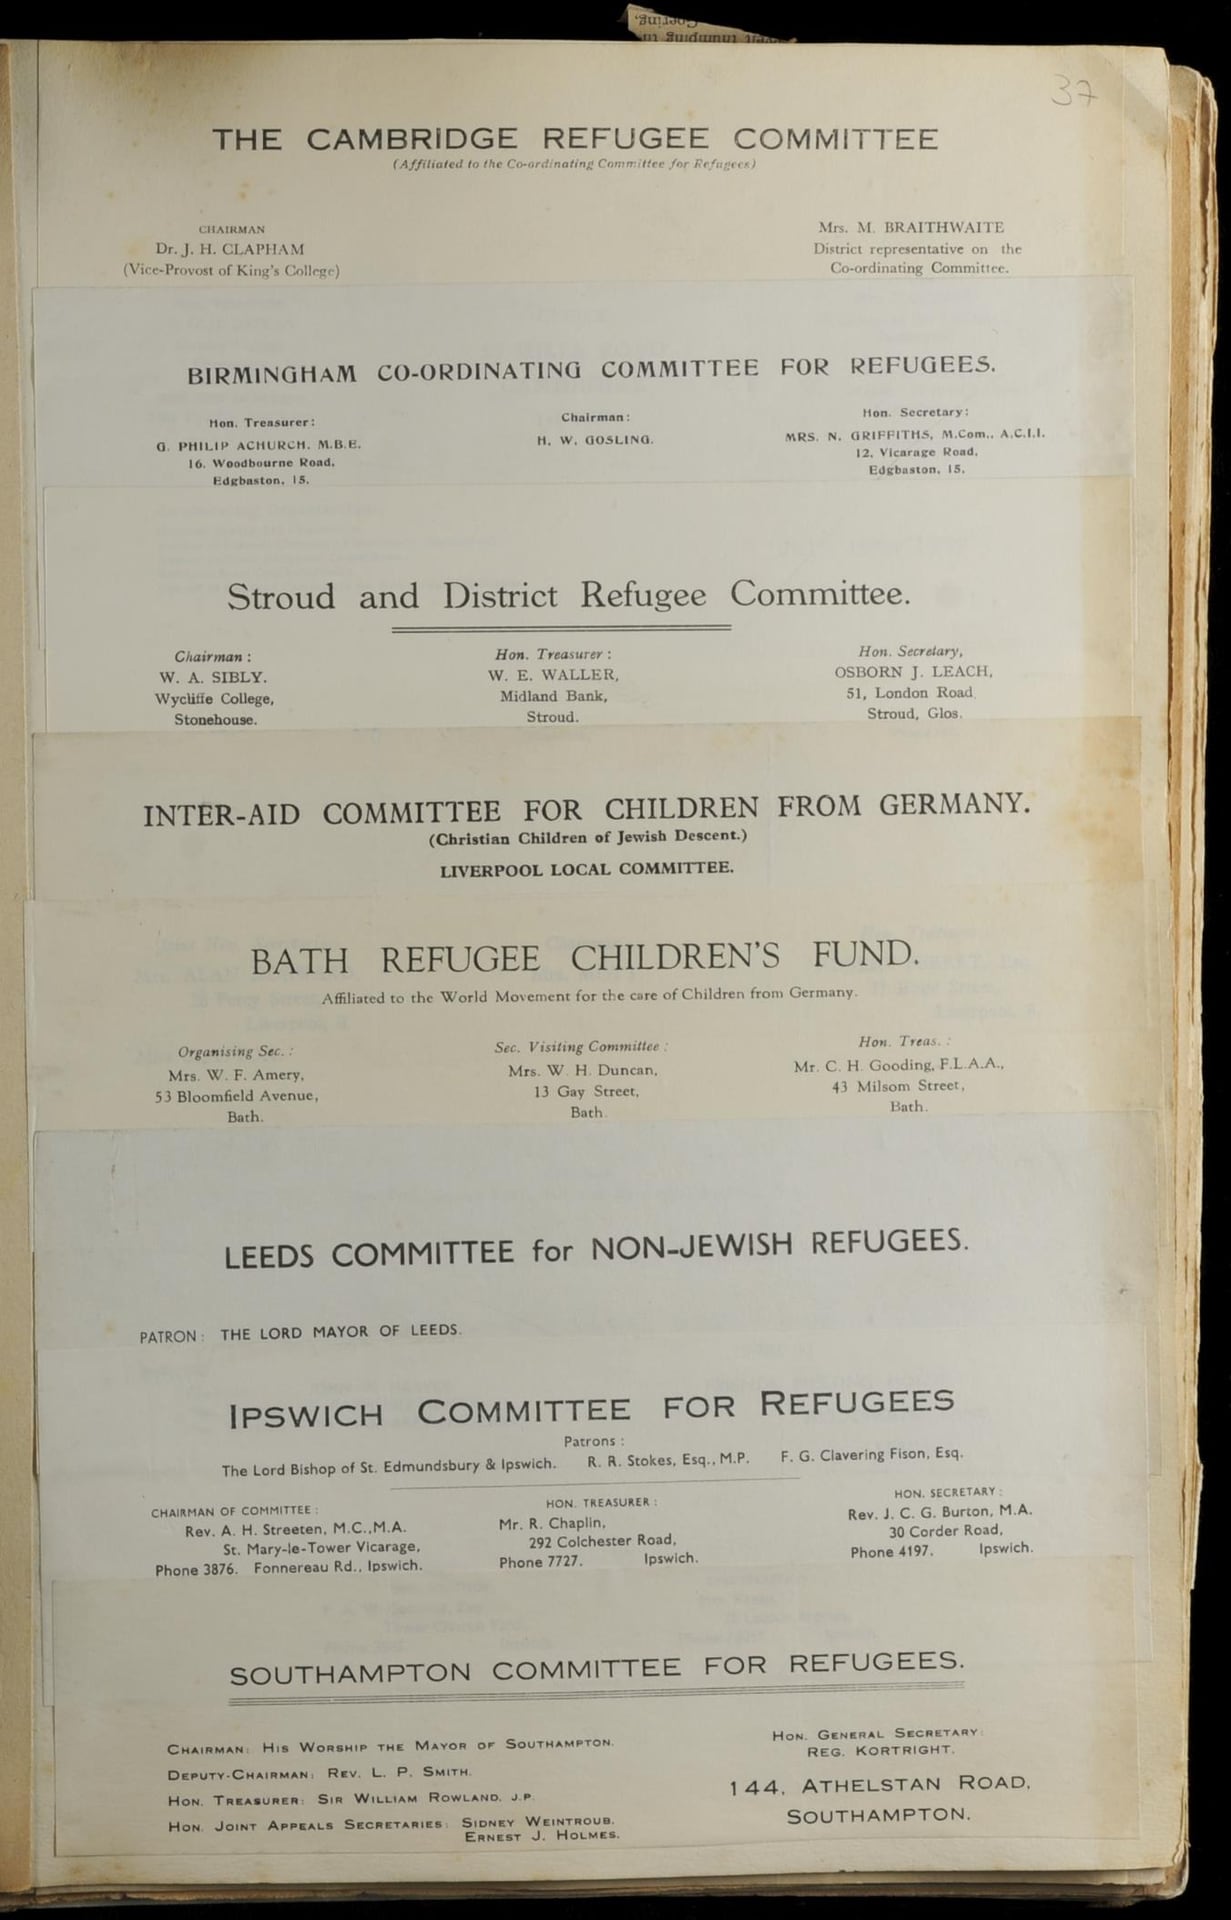 37
THE CAMBRIDGE REFUGEE COMMITTEE
(Affiliated to the Co-ordinating Committee for Refugees)
CHAIRMAN
Dr. J. H. CLAPHAM
(Vice-Provost of King's College)
Mrs. M. BRAITHWAITE
District representative on the
Co-ordinating Committee.
BIRMINGHAM CO-ORDINATING COMMITTEE FOR REFUGEES.
Hon. Treasurer:
G. PHILIP ACHURCH, M.B.E.
16, Woodbourne Road,
Edgbaston, 15.
Chairman:
H. W. GOSLING.
Hon. Secretary:
MRS. N. GRIFFITHS, M.Com., A.C.I.I.
12, Vicarage Road,
Edgbaston, 15.
Stroud and District Refugee Committee.
Chairman:
W. A. SIBLY.
Wycliffe College,
Stonehouse.
Hon. Treasurer:
W. E. WALLER,
Midland Bank,
Stroud.
Hon. Secretary,
OSBORN J. LEACH,
51, London Road,
Stroud, Glos.
INTER-AID COMMITTEE FOR CHILDREN FROM GERMANY.
(Christian Children of Jewish Descent.)
LIVERPOOL LOCAL COMMITTEE.
BATH REFUGEE CHILDREN'S FUND.
Affiliated to the World Movement for the care of Children from Germany.
Organising Sec.:
Mrs. W. F. Amery,
53 Bloomfield Avenue,
Bath.
Sec. Visiting Committee:
Mrs. W. H. Duncan,
13 Gay Street,
Bath.
Hon. Treas.:
Mr. C. H. Gooding, F.L.A.A.,
43 Milsom Street,
Bath.
LEEDS COMMITTEE for NON-JEWISH REFUGEES.
PATRON: THE LORD MAYOR OF LEEDS.
IPSWICH COMMITTEE FOR REFUGEES
Patrons:
The Lord Bishop of St. Edmundsbury & Ipswich. R. R. Stokes, Esq., M.P. F. G. Clavering Fison, Esq.
CHAIRMAN OF COMMITTEE:
Rev. A. H. Streeten, M.C., M.A.
St. Mary-le-Tower Vicarage,
Phone 3876. Fonnereau Rd., Ipswich.
HON. TREASURER:
Mr. R. Chaplin,
292 Colchester Road,
Phone 7727. Ipswich.
HON. SECRETARY:
Rev. J. C. G. Burton, M.A.
30 Corder Road,
Phone 4197. Ipswich.
SOUTHAMPTON COMMITTEE FOR REFUGEES.
CHAIRMAN: HIS WORSHIP THE MAYOR OF SOUTHAMPTON.
DEPUTY-CHAIRMAN: REV. L. P. SMITH.
HON. TREASURER: SIR WILLIAM ROWLAND, J.P.
HON. JOINT APPEALS SECRETARIES: SIDNEY WEINTROUB.
ERNEST J. HOLMES.
HON. GENERAL SECRETARY:
REG. KORTRIGHT.
144, ATHELSTAN ROAD,
SOUTHAMPTON.